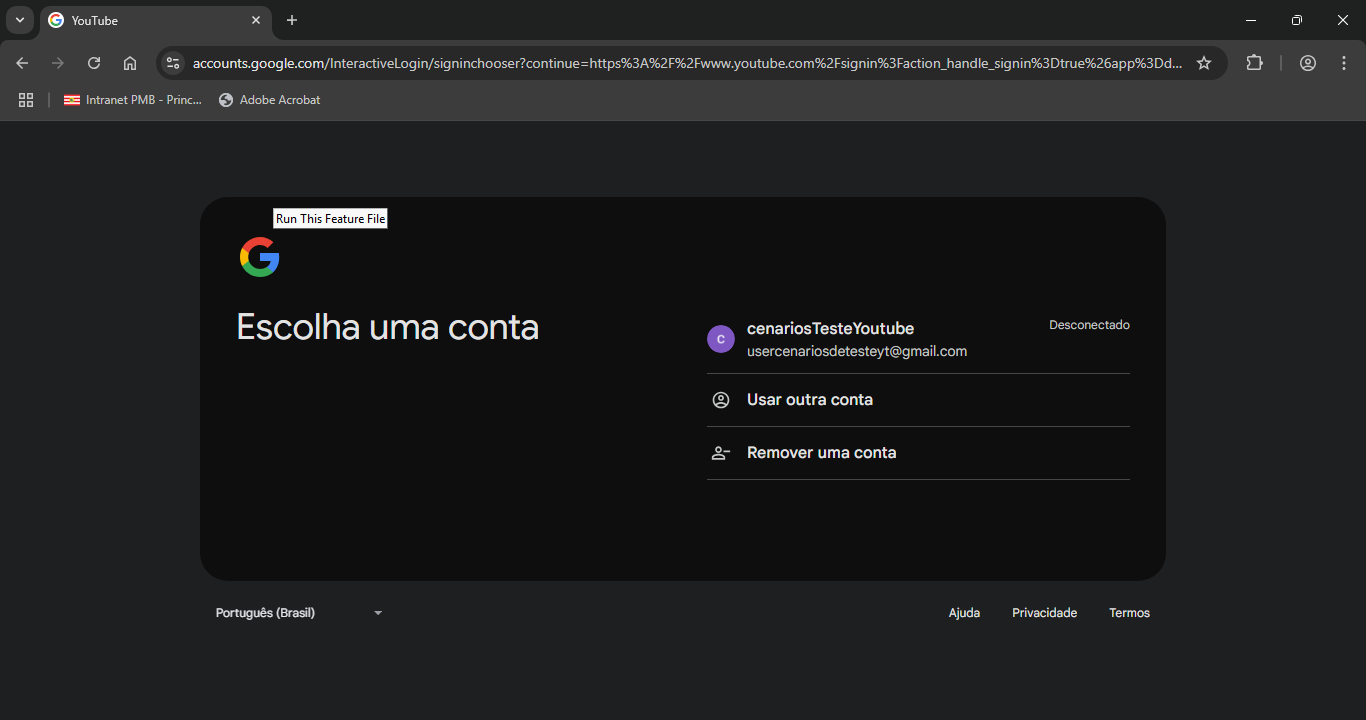 YouTube
accounts.google.com/InteractiveLogin/signinchooser?continue=https%3A%2F%2Fwww.youtube.com%2Fsignin%3Faction_handle_signin%3Dtrue%26app%3Dd...
Intranet PMB - Princ...
Adobe Acrobat
Run This Feature File
Escolha uma conta
C
cenariosTesteYoutube
Desconectado
usercenariosdetesteyt@gmail.com
Usar outra conta
Remover uma conta
Português (Brasil)
Ajuda
Privacidade
Termos